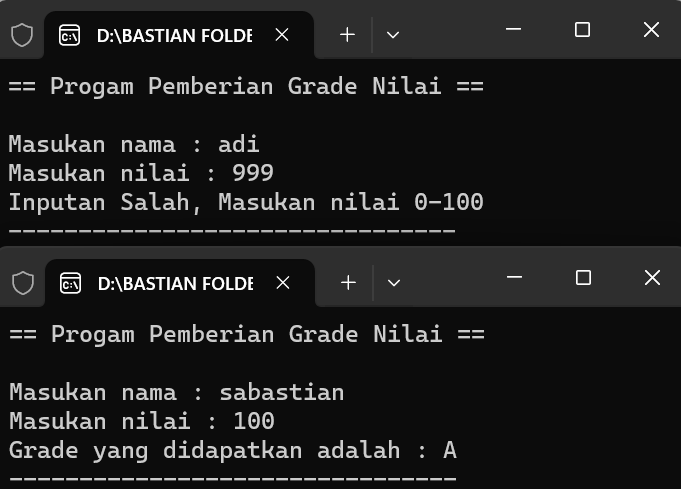 D:\BASTIAN FOLDE
== Progam Pemberian Grade Nilai ==
Masukan nama : adi
Masukan nilai : 999
Inputan Salah, Masukan nilai 0-100
--------------------------------
D:\BASTIAN FOLDE
== Progam Pemberian Grade Nilai ==
Masukan nama : sabastian
Masukan nilai : 100
Grade yang didapatkan adalah : A
--------------------------------